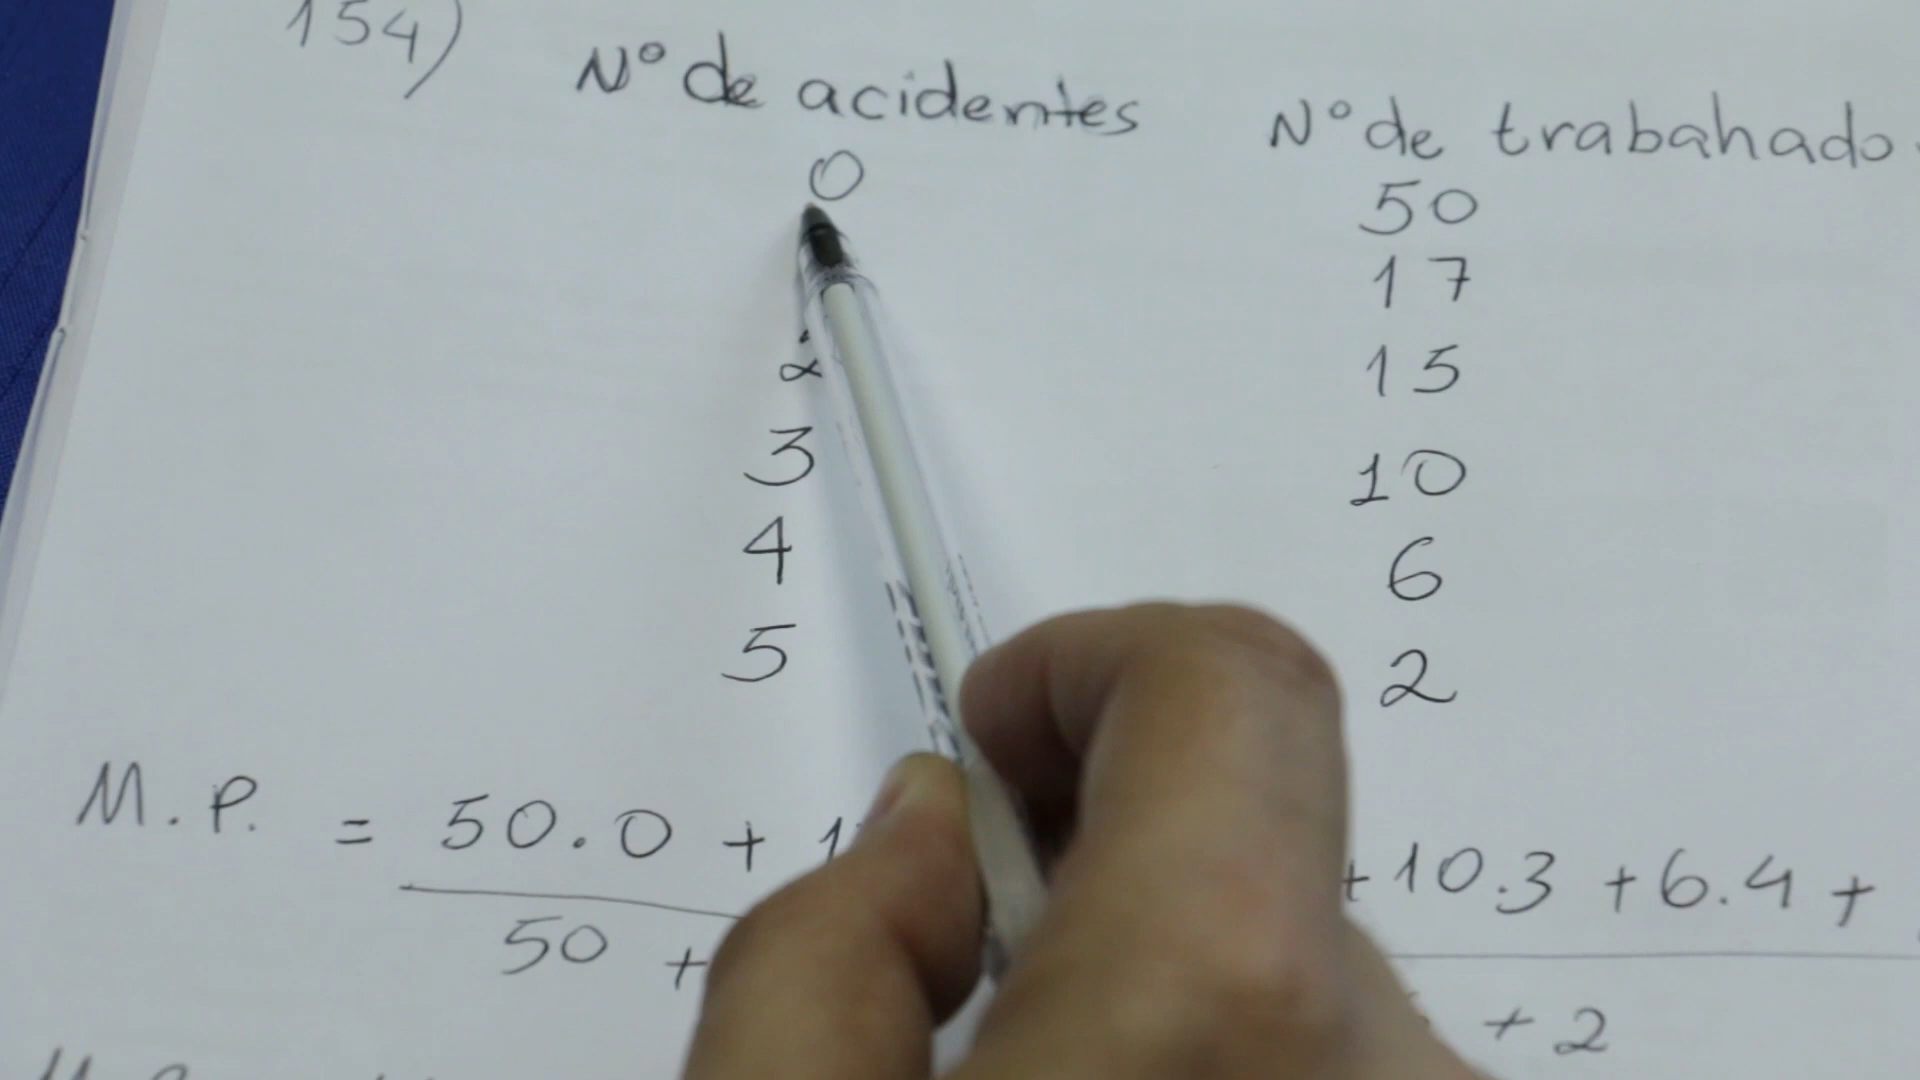 154)
Nº de acidentes Nº de trabahado
0 50
17
2 15
3 10
4 6
5 2
M.P. = 50.0 + 1 +10.3 +6.4 +
50 + + 2